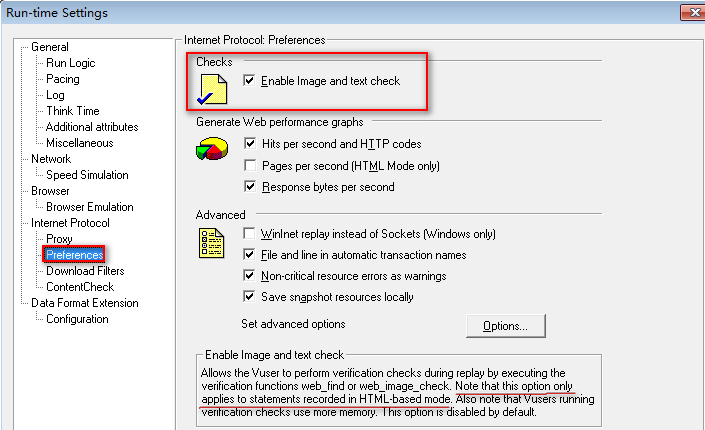 Run-time Settings
General
Run Logic
Pacing
Log
Think Time
Additional attributes
Miscellaneous
Network
Speed Simulation
Browser
Browser Emulation
Internet Protocol
Proxy
Preferences
Download Filters
ContentCheck
Data Format Extension
Configuration
Internet Protocol: Preferences
Checks
Enable Image and text check
Generate Web performance graphs
Hits per second and HTTP codes
Pages per second (HTML Mode only)
Response bytes per second
Advanced
WinInet replay instead of Sockets (Windows only)
File and line in automatic transaction names
Non-critical resource errors as warnings
Save snapshot resources locally
Set advanced options
Options...
Enable Image and text check
Allows the Vuser to perform verification checks during replay by executing the
verification functions web_find or web_image_check. Note that this option only
applies to statements recorded in HTML-based mode. Also note that Vusers running
verification checks use more memory. This option is disabled by default.